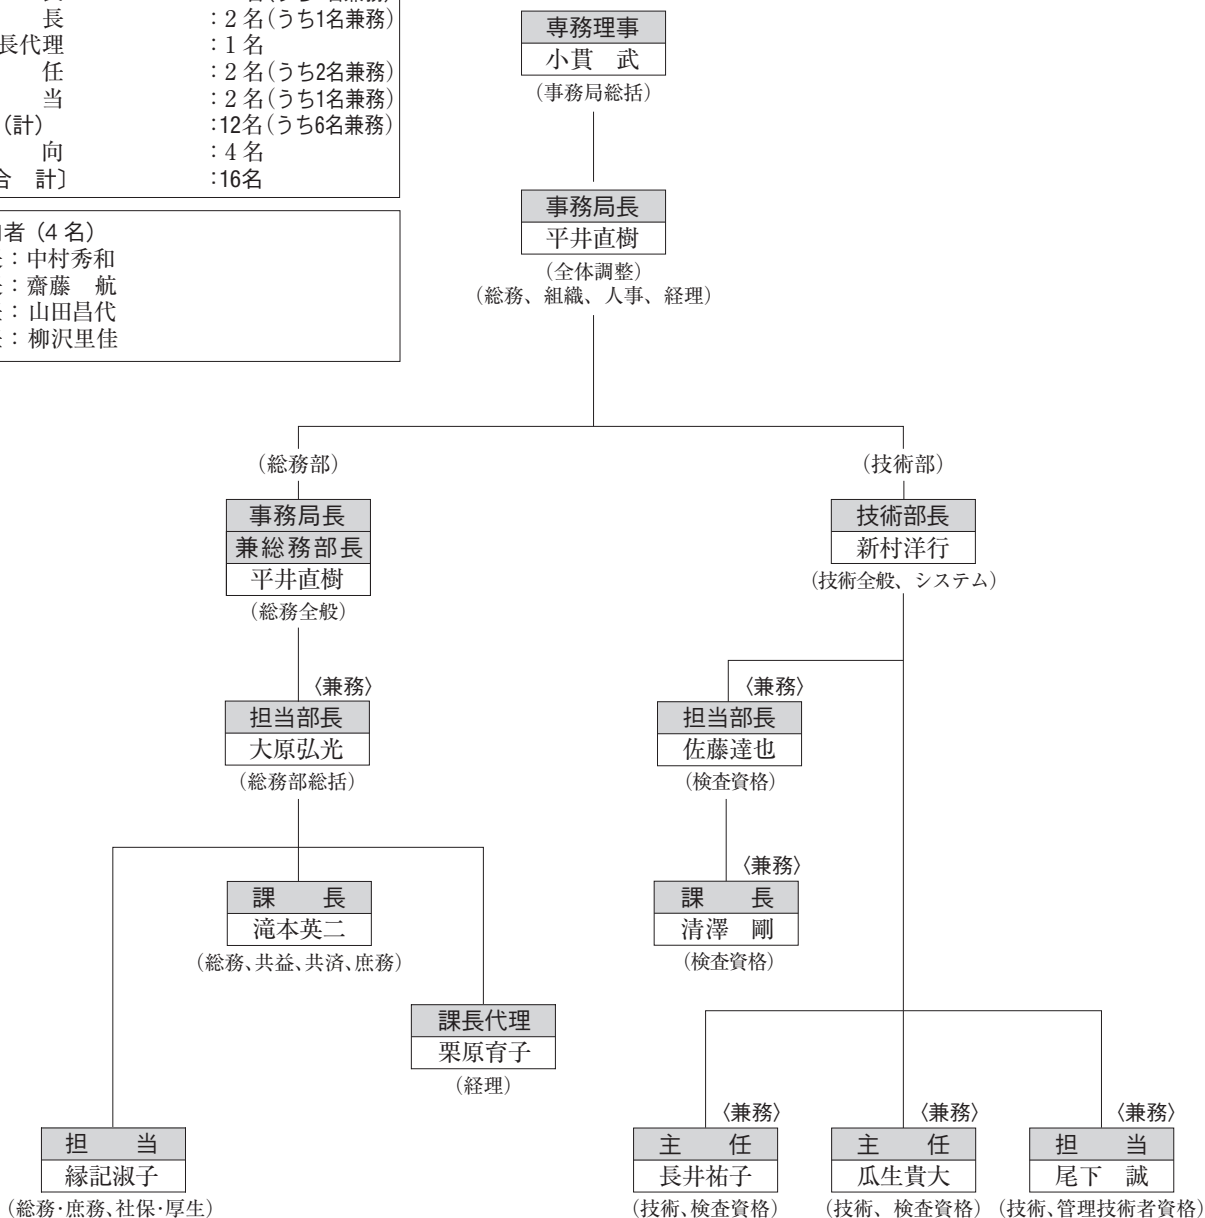 長　：2名(うち1名兼務)
長代理　：1名
任　：2名(うち2名兼務)
当　：2名(うち1名兼務)
(計)　：12名(うち6名兼務)
向　：4名
合　計〕　：16名
者（4名）
：中村秀和
：齋藤　航
：山田昌代
：柳沢里佳
専務理事
小貫　武
(事務局総括)
事務局長
平井直樹
(全体調整)
(総務、組織、人事、経理)
(総務部)
(技術部)
事務局長
兼総務部長
平井直樹
(総務全般)
技術部長
新村洋行
(技術全般、システム)
〈兼務〉
担当部長
大原弘光
(総務部総括)
〈兼務〉
担当部長
佐藤達也
(検査資格)
課　長
滝本英二
(総務､共益､共済､庶務)
〈兼務〉
課　長
清澤　剛
(検査資格)
課長代理
栗原育子
(経理)
担　当
縁記淑子
(総務･庶務､社保･厚生)
〈兼務〉
主　任
長井祐子
(技術､検査資格)
〈兼務〉
主　任
瓜生貴大
(技術、検査資格)
〈兼務〉
担　当
尾下　誠
(技術､管理技術者資格)